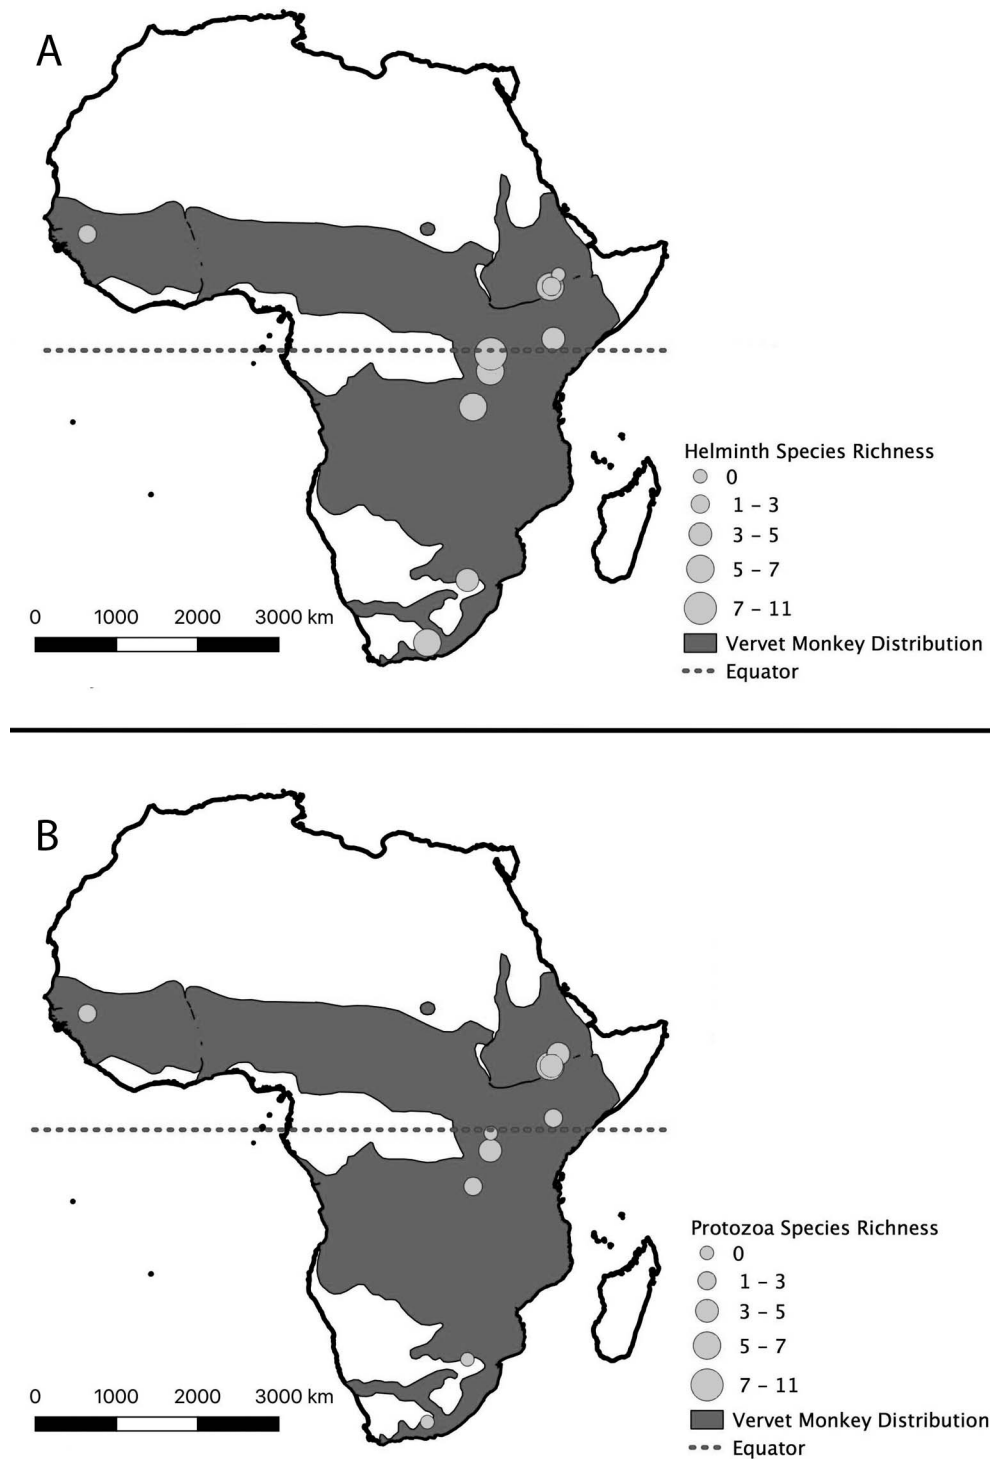 A
Helminth Species Richness
0
1 – 3
3 – 5
5 – 7
7 – 11
Vervet Monkey Distribution
Equator
0 1000 2000 3000 km
B
Protozoa Species Richness
0
1 – 3
3 – 5
5 – 7
7 – 11
Vervet Monkey Distribution
Equator
0 1000 2000 3000 km